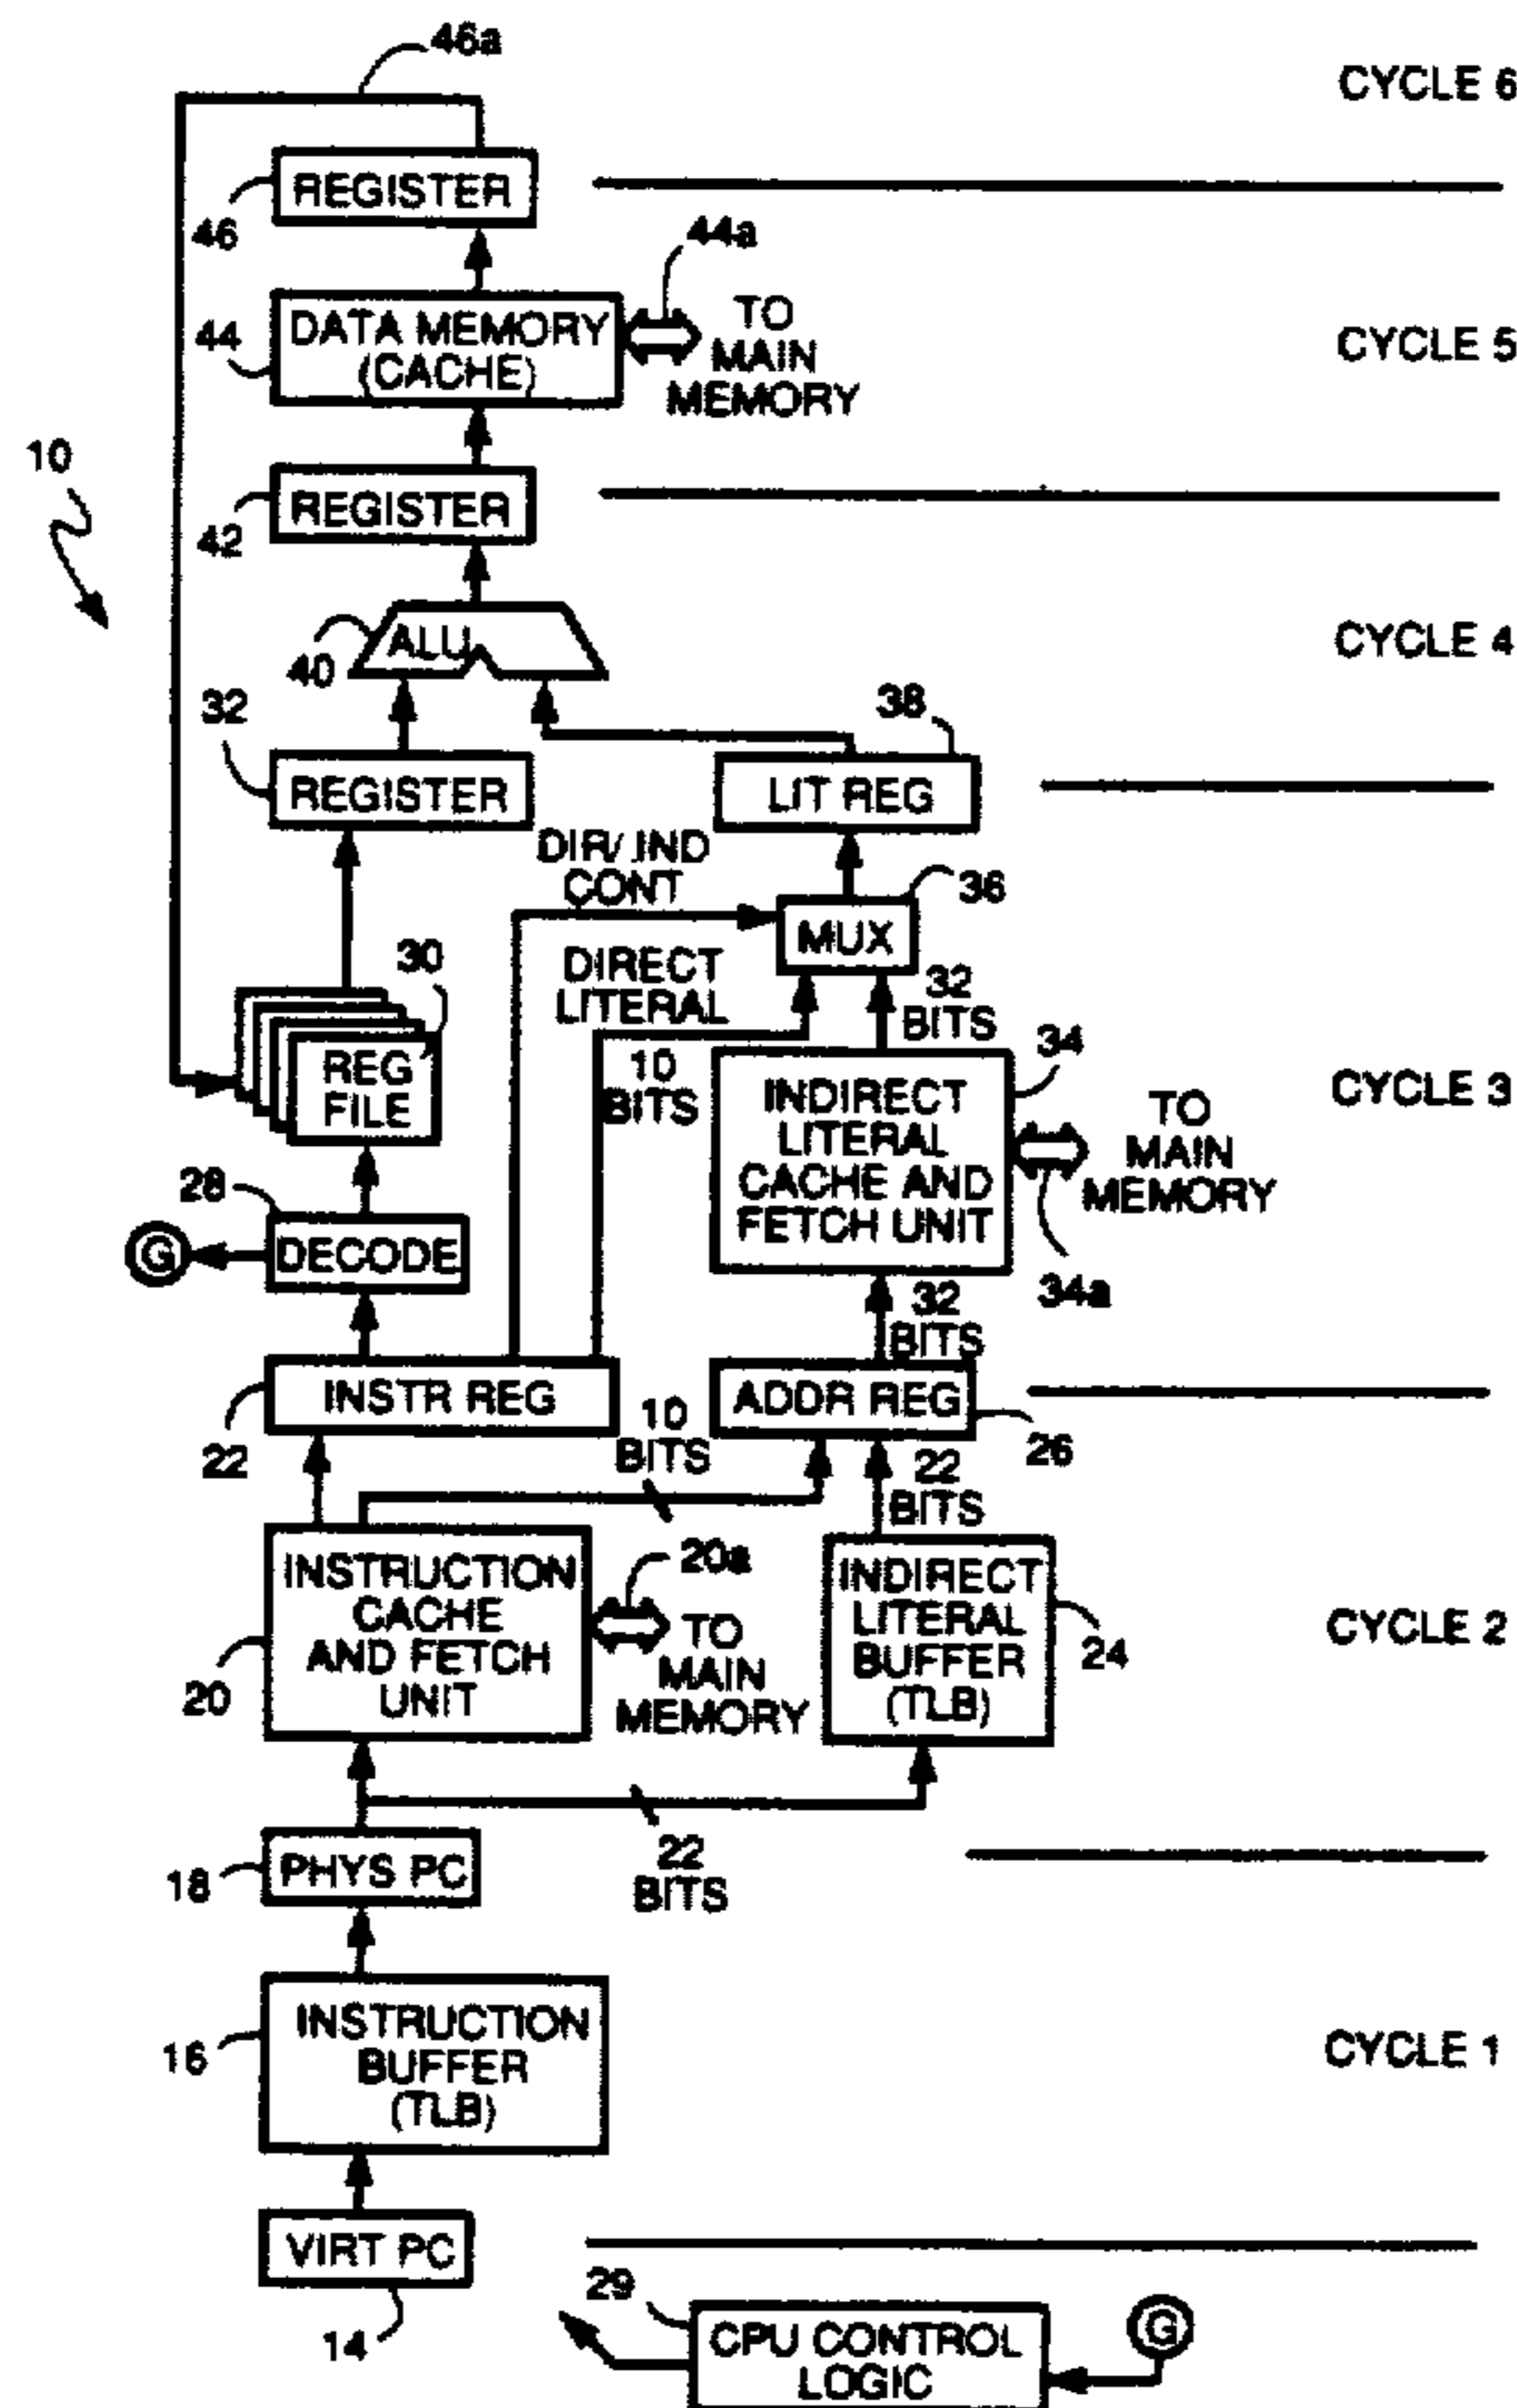 46a
CYCLE 6
REGISTER
46
44a
DATA MEMORY
(CACHE)
44
TO
MAIN
MEMORY
CYCLE 5
10
REGISTER
42
ALU
40
CYCLE 4
32
REGISTER
38
LIT REG
DIR/IND
CONT
36
MUX
30
DIRECT
LITERAL
32
BITS
34
REG
FILE
10
BITS
INDIRECT
LITERAL
CACHE AND
FETCH UNIT
TO
MAIN
MEMORY
CYCLE 3
28
G
DECODE
34a
32
BITS
INSTR REG
22
ADDR REG
26
10
BITS
22
BITS
INSTRUCTION
CACHE
AND FETCH
UNIT
20
20a
TO
MAIN
MEMORY
INDIRECT
LITERAL
BUFFER
(TLB)
24
CYCLE 2
PHYS PC
18
22
BITS
INSTRUCTION
BUFFER
(TLB)
16
CYCLE 1
VIRT PC
14
29
CPU CONTROL
LOGIC
G